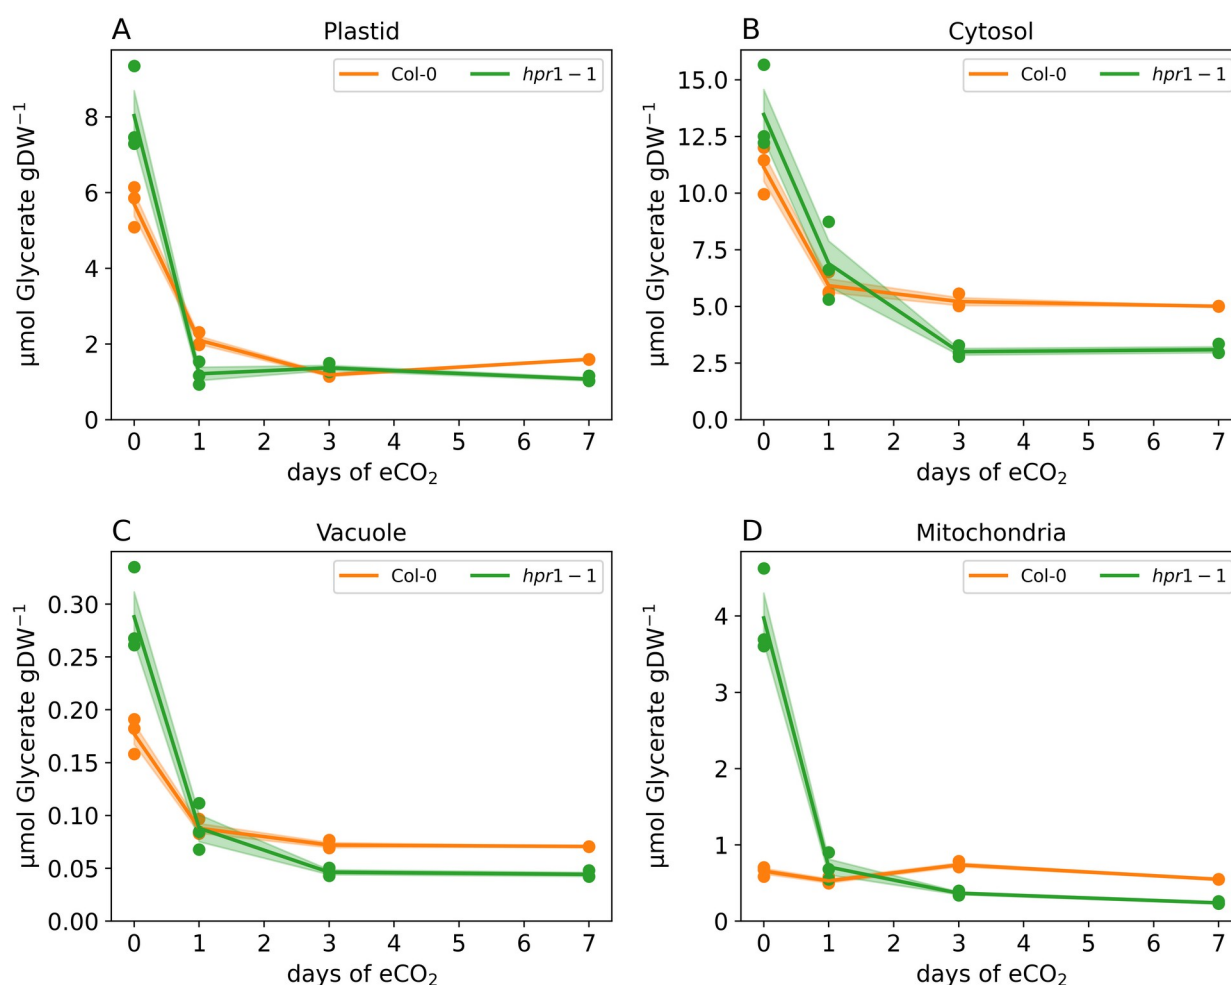 A
Plastid
Col-0
hpr1 − 1
µmol Glycerate gDW⁻¹
8
6
4
2
0
0 1 2 3 4 5 6 7
days of eCO₂
B
Cytosol
Col-0
hpr1 − 1
µmol Glycerate gDW⁻¹
15.0
12.5
10.0
7.5
5.0
2.5
0.0
0 1 2 3 4 5 6 7
days of eCO₂
C
Vacuole
Col-0
hpr1 − 1
µmol Glycerate gDW⁻¹
0.30
0.25
0.20
0.15
0.10
0.05
0.00
0 1 2 3 4 5 6 7
days of eCO₂
D
Mitochondria
Col-0
hpr1 − 1
µmol Glycerate gDW⁻¹
4
3
2
1
0
0 1 2 3 4 5 6 7
days of eCO₂